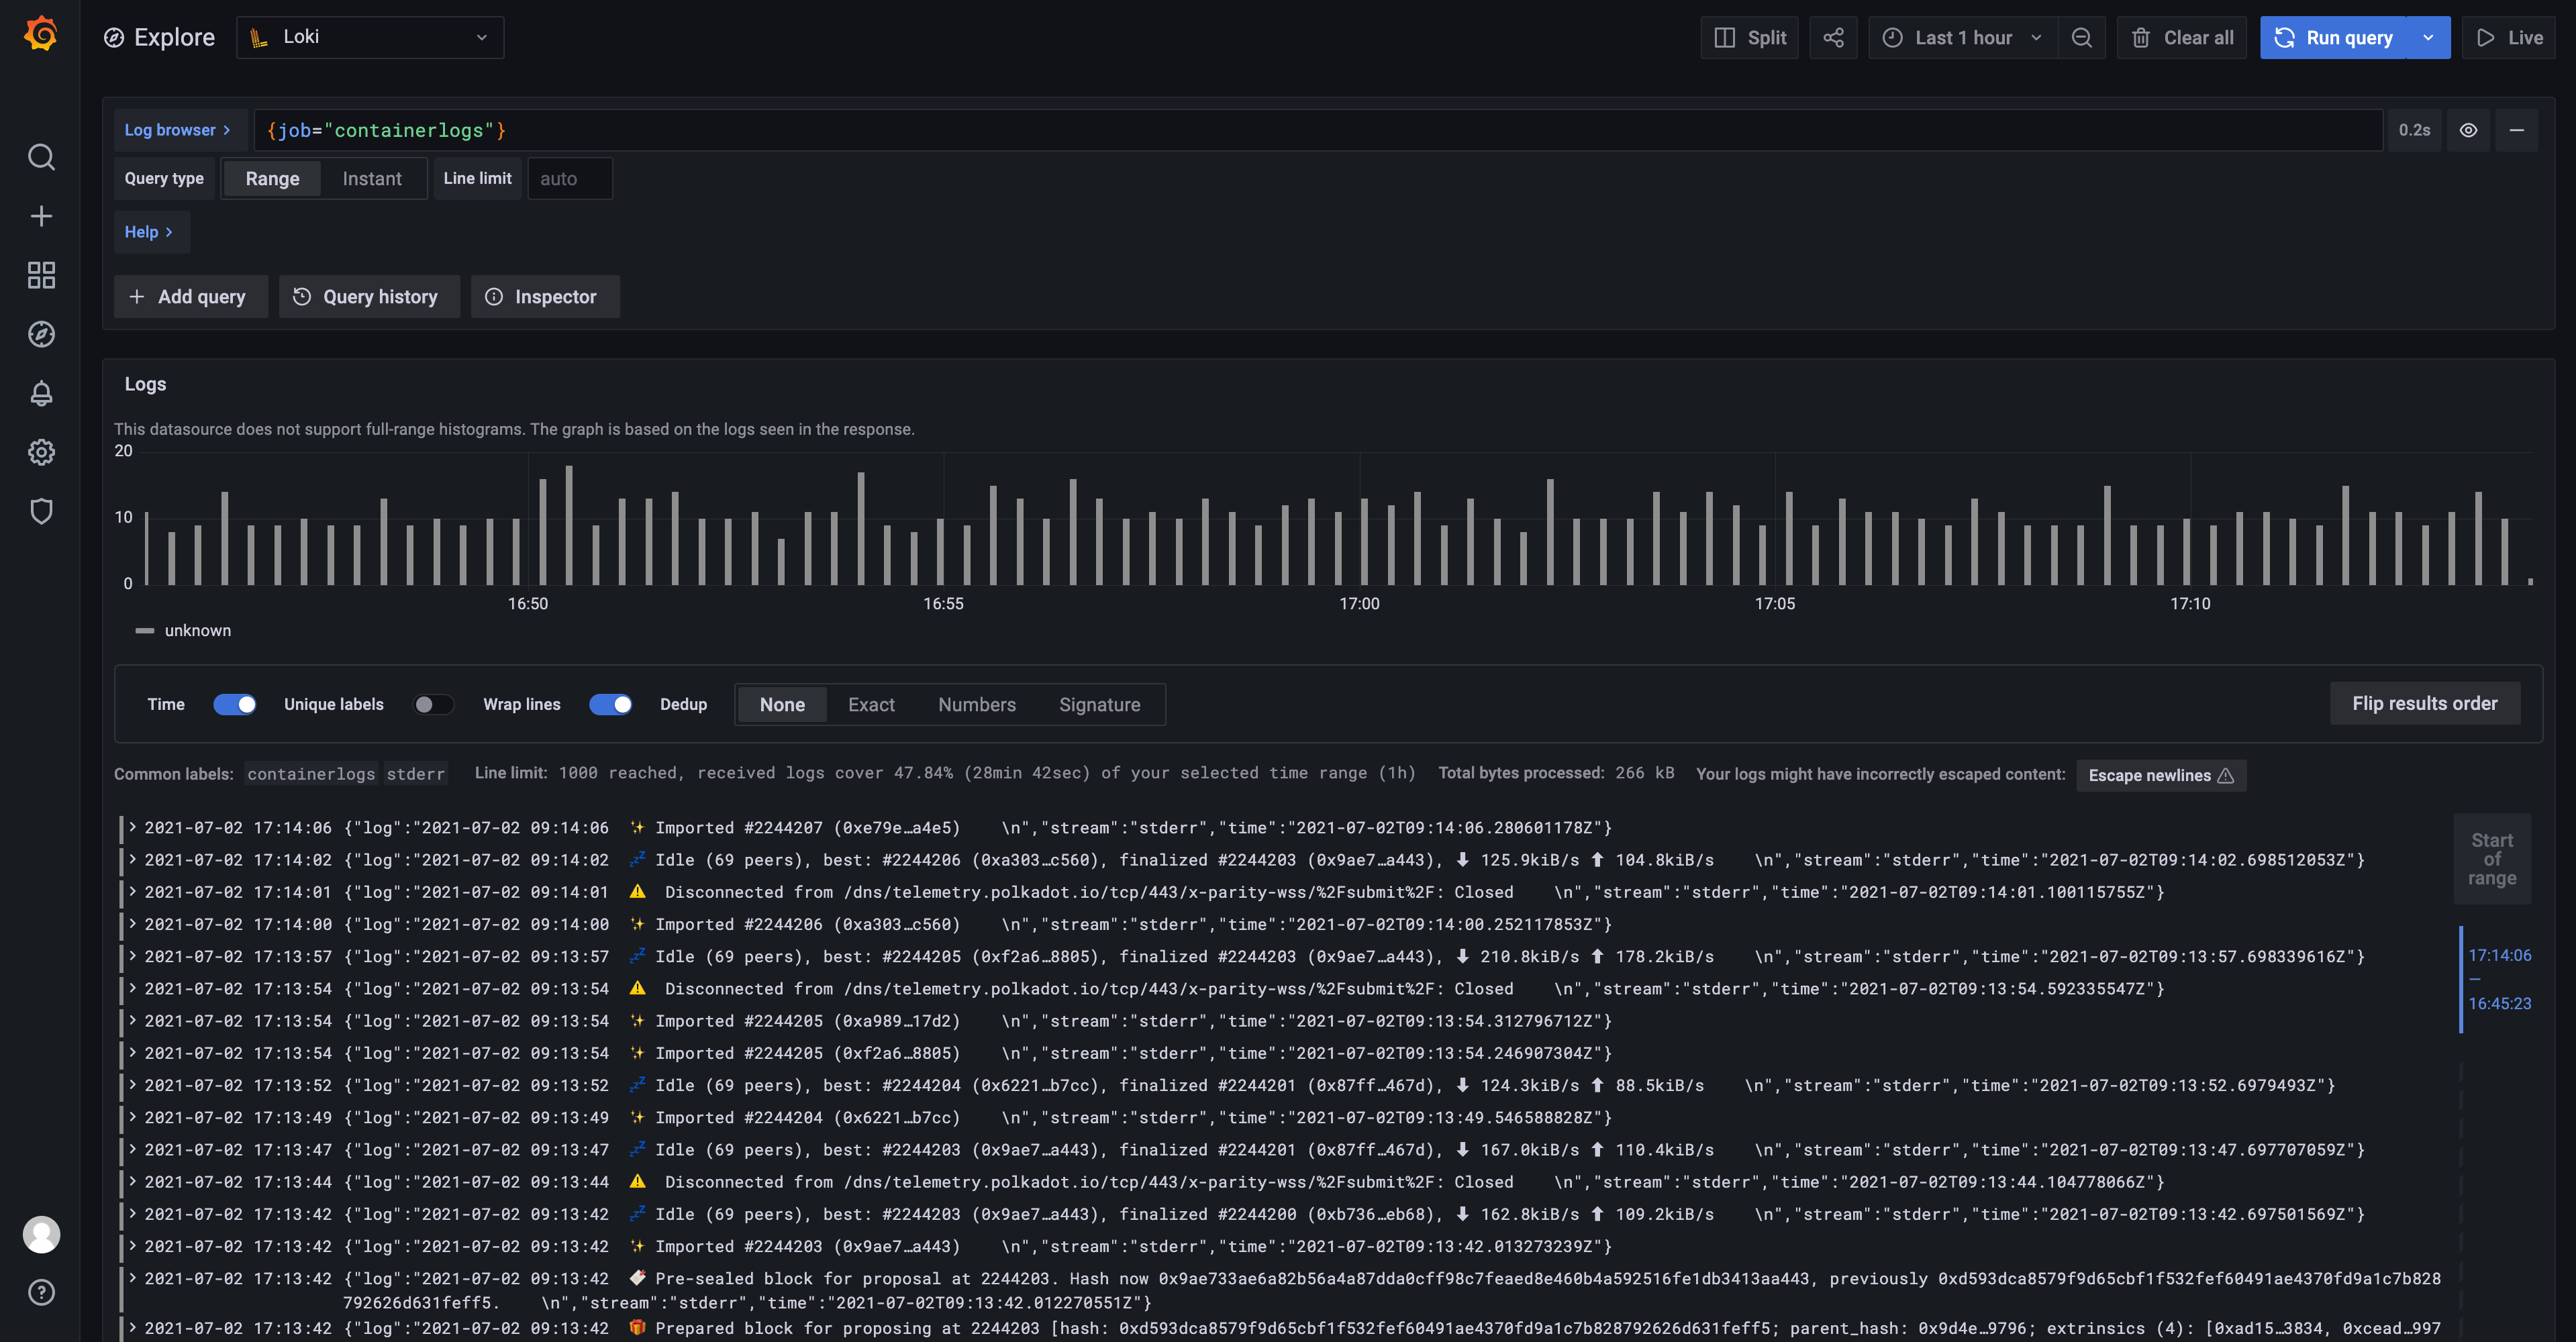 Explore Loki Split Last 1 hour Clear all Run query Live
Log browser {job="containerlogs"} 0.2s
Query type Range Instant Line limit auto
Help
Add query Query history Inspector
Logs
This datasource does not support full-range histograms. The graph is based on the logs seen in the response.
20
10
0
16:50 16:55 17:00 17:05 17:10
unknown
Time Unique labels Wrap lines Dedup None Exact Numbers Signature Flip results order
Common labels: containerlogs stderr Line limit: 1000 reached, received logs cover 47.84% (28min 42sec) of your selected time range (1h) Total bytes processed: 266 kB Your logs might have incorrectly escaped content: Escape newlines
2021-07-02 17:14:06 {"log":"2021-07-02 09:14:06 ✨ Imported #2244207 (0xe79e…a4e5) \n","stream":"stderr","time":"2021-07-02T09:14:06.280601178Z"}
2021-07-02 17:14:02 {"log":"2021-07-02 09:14:02 💤 Idle (69 peers), best: #2244206 (0xa303…c560), finalized #2244203 (0x9ae7…a443), ⬇ 125.9kiB/s ⬆ 104.8kiB/s \n","stream":"stderr","time":"2021-07-02T09:14:02.698512053Z"}
2021-07-02 17:14:01 {"log":"2021-07-02 09:14:01 ⚠️ Disconnected from /dns/telemetry.polkadot.io/tcp/443/x-parity-wss/%2Fsubmit%2F: Closed \n","stream":"stderr","time":"2021-07-02T09:14:01.100115755Z"}
2021-07-02 17:14:00 {"log":"2021-07-02 09:14:00 ✨ Imported #2244206 (0xa303…c560) \n","stream":"stderr","time":"2021-07-02T09:14:00.252117853Z"}
2021-07-02 17:13:57 {"log":"2021-07-02 09:13:57 💤 Idle (69 peers), best: #2244205 (0xf2a6…8805), finalized #2244203 (0x9ae7…a443), ⬇ 210.8kiB/s ⬆ 178.2kiB/s \n","stream":"stderr","time":"2021-07-02T09:13:57.698339616Z"}
2021-07-02 17:13:54 {"log":"2021-07-02 09:13:54 ⚠️ Disconnected from /dns/telemetry.polkadot.io/tcp/443/x-parity-wss/%2Fsubmit%2F: Closed \n","stream":"stderr","time":"2021-07-02T09:13:54.592335547Z"}
2021-07-02 17:13:54 {"log":"2021-07-02 09:13:54 ✨ Imported #2244205 (0xa989…17d2) \n","stream":"stderr","time":"2021-07-02T09:13:54.312796712Z"}
2021-07-02 17:13:54 {"log":"2021-07-02 09:13:54 ✨ Imported #2244205 (0xf2a6…8805) \n","stream":"stderr","time":"2021-07-02T09:13:54.246907304Z"}
2021-07-02 17:13:52 {"log":"2021-07-02 09:13:52 💤 Idle (69 peers), best: #2244204 (0x6221…b7cc), finalized #2244201 (0x87ff…467d), ⬇ 124.3kiB/s ⬆ 88.5kiB/s \n","stream":"stderr","time":"2021-07-02T09:13:52.6979493Z"}
2021-07-02 17:13:49 {"log":"2021-07-02 09:13:49 ✨ Imported #2244204 (0x6221…b7cc) \n","stream":"stderr","time":"2021-07-02T09:13:49.546588828Z"}
2021-07-02 17:13:47 {"log":"2021-07-02 09:13:47 💤 Idle (69 peers), best: #2244203 (0x9ae7…a443), finalized #2244201 (0x87ff…467d), ⬇ 167.0kiB/s ⬆ 110.4kiB/s \n","stream":"stderr","time":"2021-07-02T09:13:47.697707059Z"}
2021-07-02 17:13:44 {"log":"2021-07-02 09:13:44 ⚠️ Disconnected from /dns/telemetry.polkadot.io/tcp/443/x-parity-wss/%2Fsubmit%2F: Closed \n","stream":"stderr","time":"2021-07-02T09:13:44.104778066Z"}
2021-07-02 17:13:42 {"log":"2021-07-02 09:13:42 💤 Idle (69 peers), best: #2244203 (0x9ae7…a443), finalized #2244200 (0xb736…eb68), ⬇ 162.8kiB/s ⬆ 109.2kiB/s \n","stream":"stderr","time":"2021-07-02T09:13:42.697501569Z"}
2021-07-02 17:13:42 {"log":"2021-07-02 09:13:42 ✨ Imported #2244203 (0x9ae7…a443) \n","stream":"stderr","time":"2021-07-02T09:13:42.013273239Z"}
2021-07-02 17:13:42 {"log":"2021-07-02 09:13:42 🔖 Pre-sealed block for proposal at 2244203. Hash now 0x9ae733ae6a82b56a4a87dda0cff98c7feaed8e460b4a592516fe1db3413aa443, previously 0xd593dca8579f9d65cbf1f532fef60491ae4370fd9a1c7b828
792626d631feff5. \n","stream":"stderr","time":"2021-07-02T09:13:42.012270551Z"}
2021-07-02 17:13:42 {"log":"2021-07-02 09:13:42 🎁 Prepared block for proposing at 2244203 [hash: 0xd593dca8579f9d65cbf1f532fef60491ae4370fd9a1c7b828792626d631feff5; parent_hash: 0x9d4e…9796; extrinsics (4): [0xad15…3834, 0xcead…997
Start
of
range
17:14:06
—
16:45:23